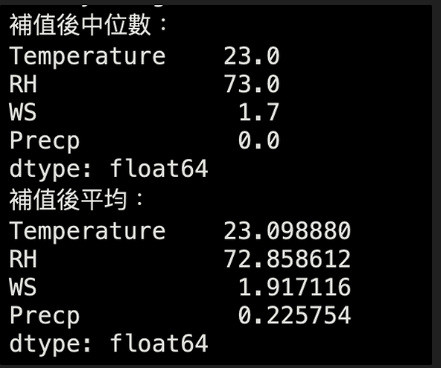 補值後中位數：
Temperature    23.0
RH             73.0
WS              1.7
Precp           0.0
dtype: float64
補值後平均：
Temperature    23.098880
RH             72.858612
WS              1.917116
Precp           0.225754
dtype: float64